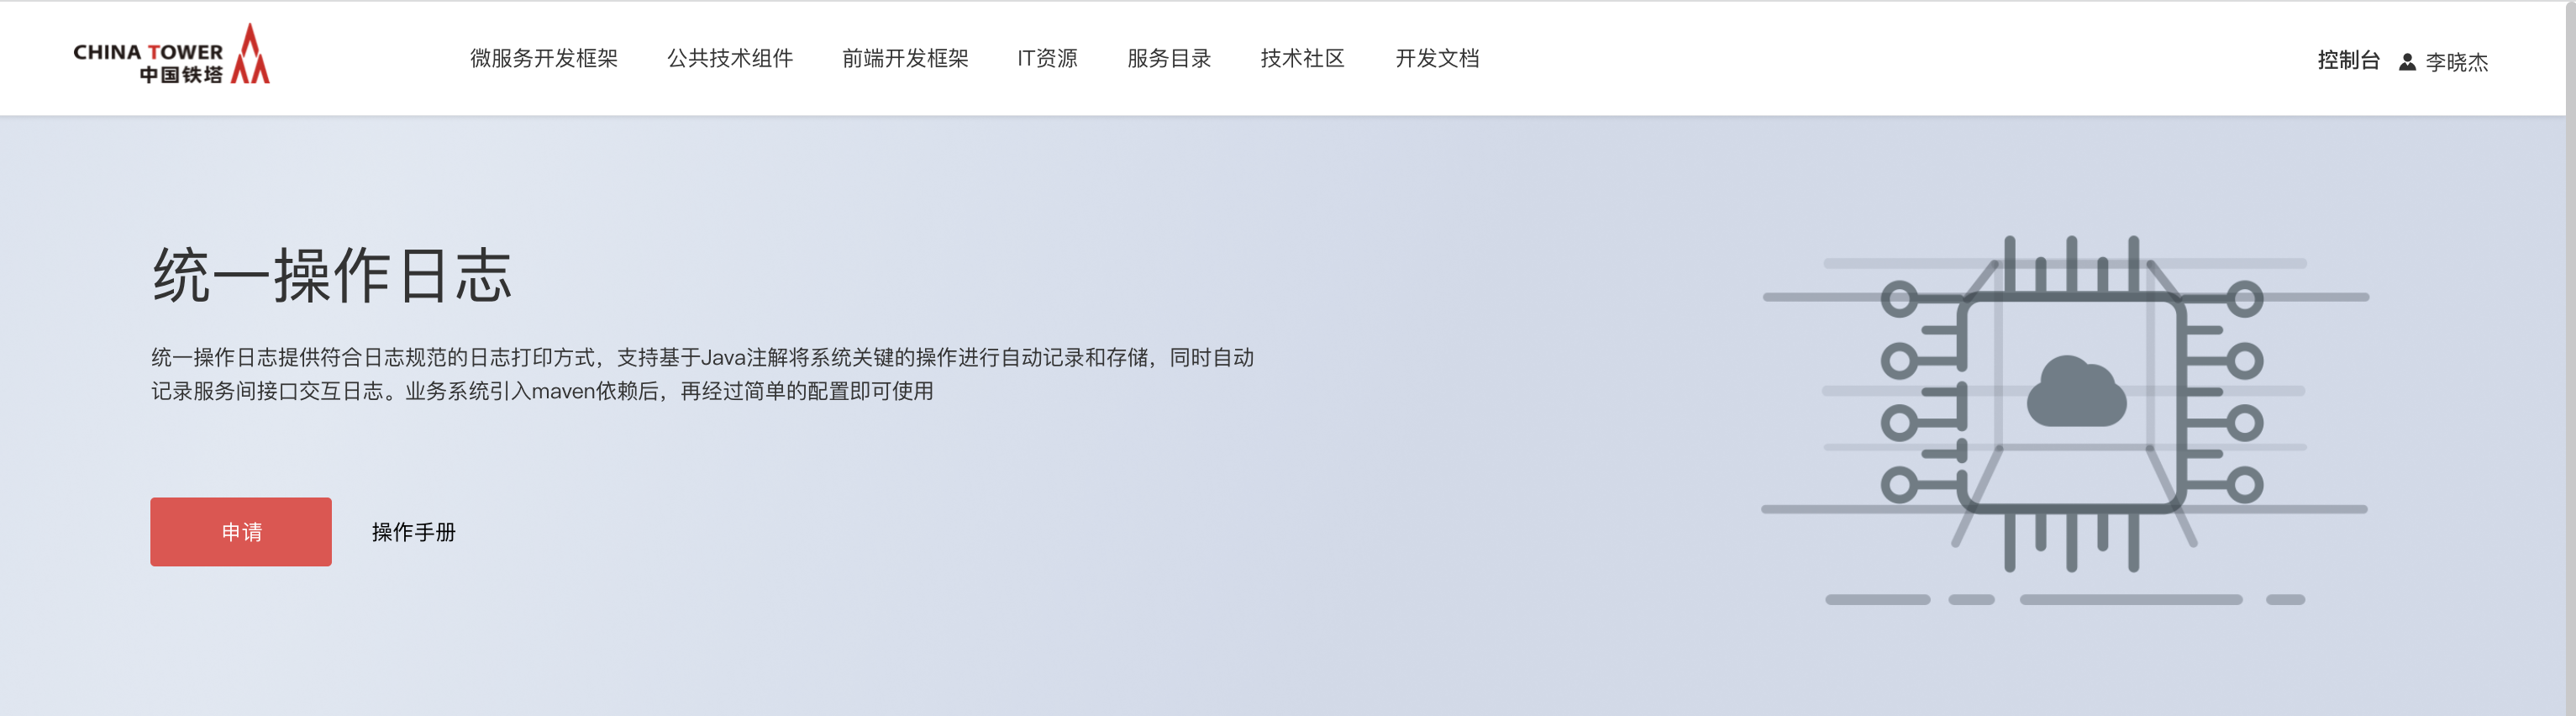 CHINA TOWER
中国铁塔
微服务开发框架 公共技术组件 前端开发框架 IT资源 服务目录 技术社区 开发文档 控制台 李晓杰
统一操作日志
统一操作日志提供符合日志规范的日志打印方式，支持基于Java注解将系统关键的操作进行自动记录和存储，同时自动
记录服务间接口交互日志。业务系统引入maven依赖后，再经过简单的配置即可使用
申请 操作手册